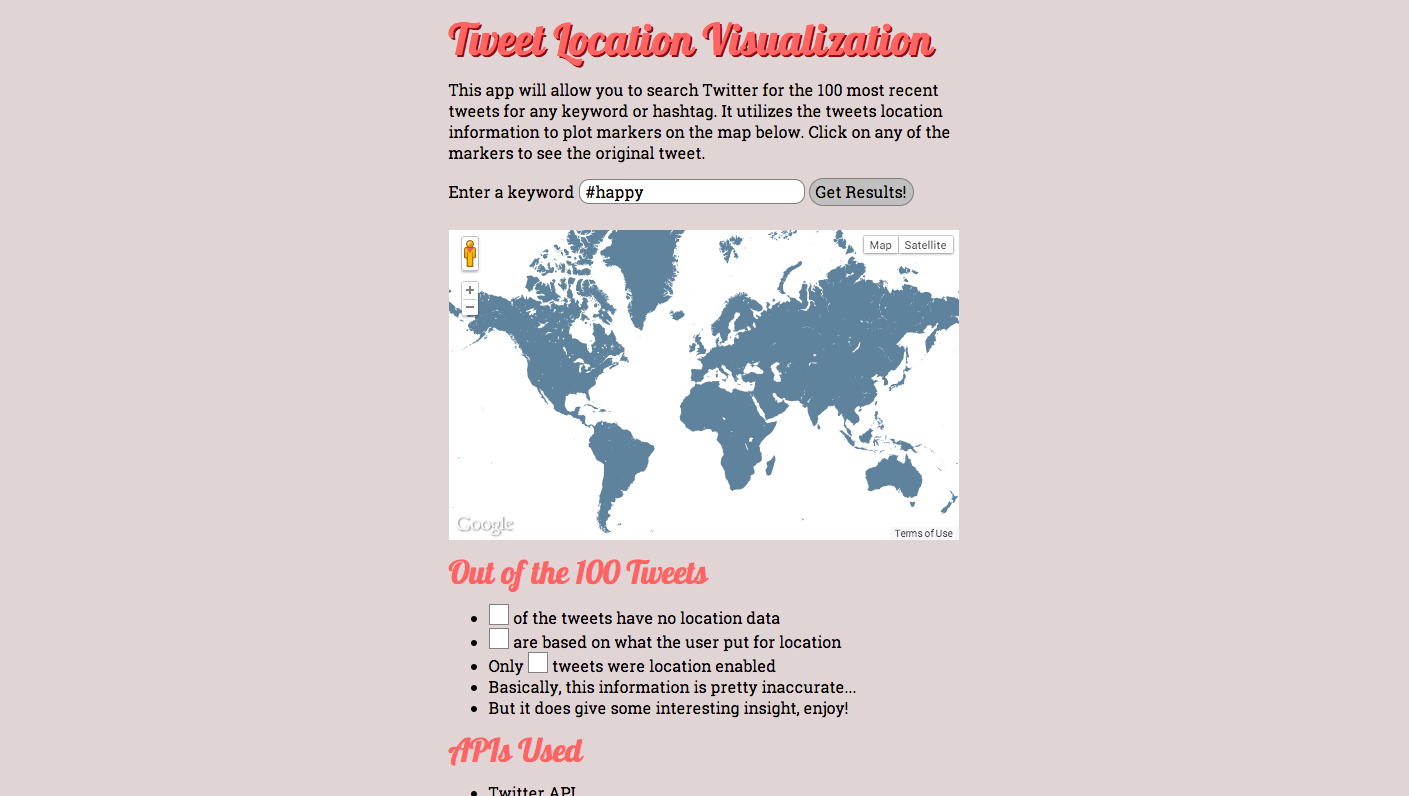 Tweet Location Visualization
This app will allow you to search Twitter for the 100 most recent
tweets for any keyword or hashtag. It utilizes the tweets location
information to plot markers on the map below. Click on any of the
markers to see the original tweet.
Enter a keyword #happy Get Results!
Map Satellite
+
−
Google
Terms of Use
Out of the 100 Tweets
• of the tweets have no location data
• are based on what the user put for location
• Only tweets were location enabled
• Basically, this information is pretty inaccurate...
• But it does give some interesting insight, enjoy!
APIs Used
• Twitter API